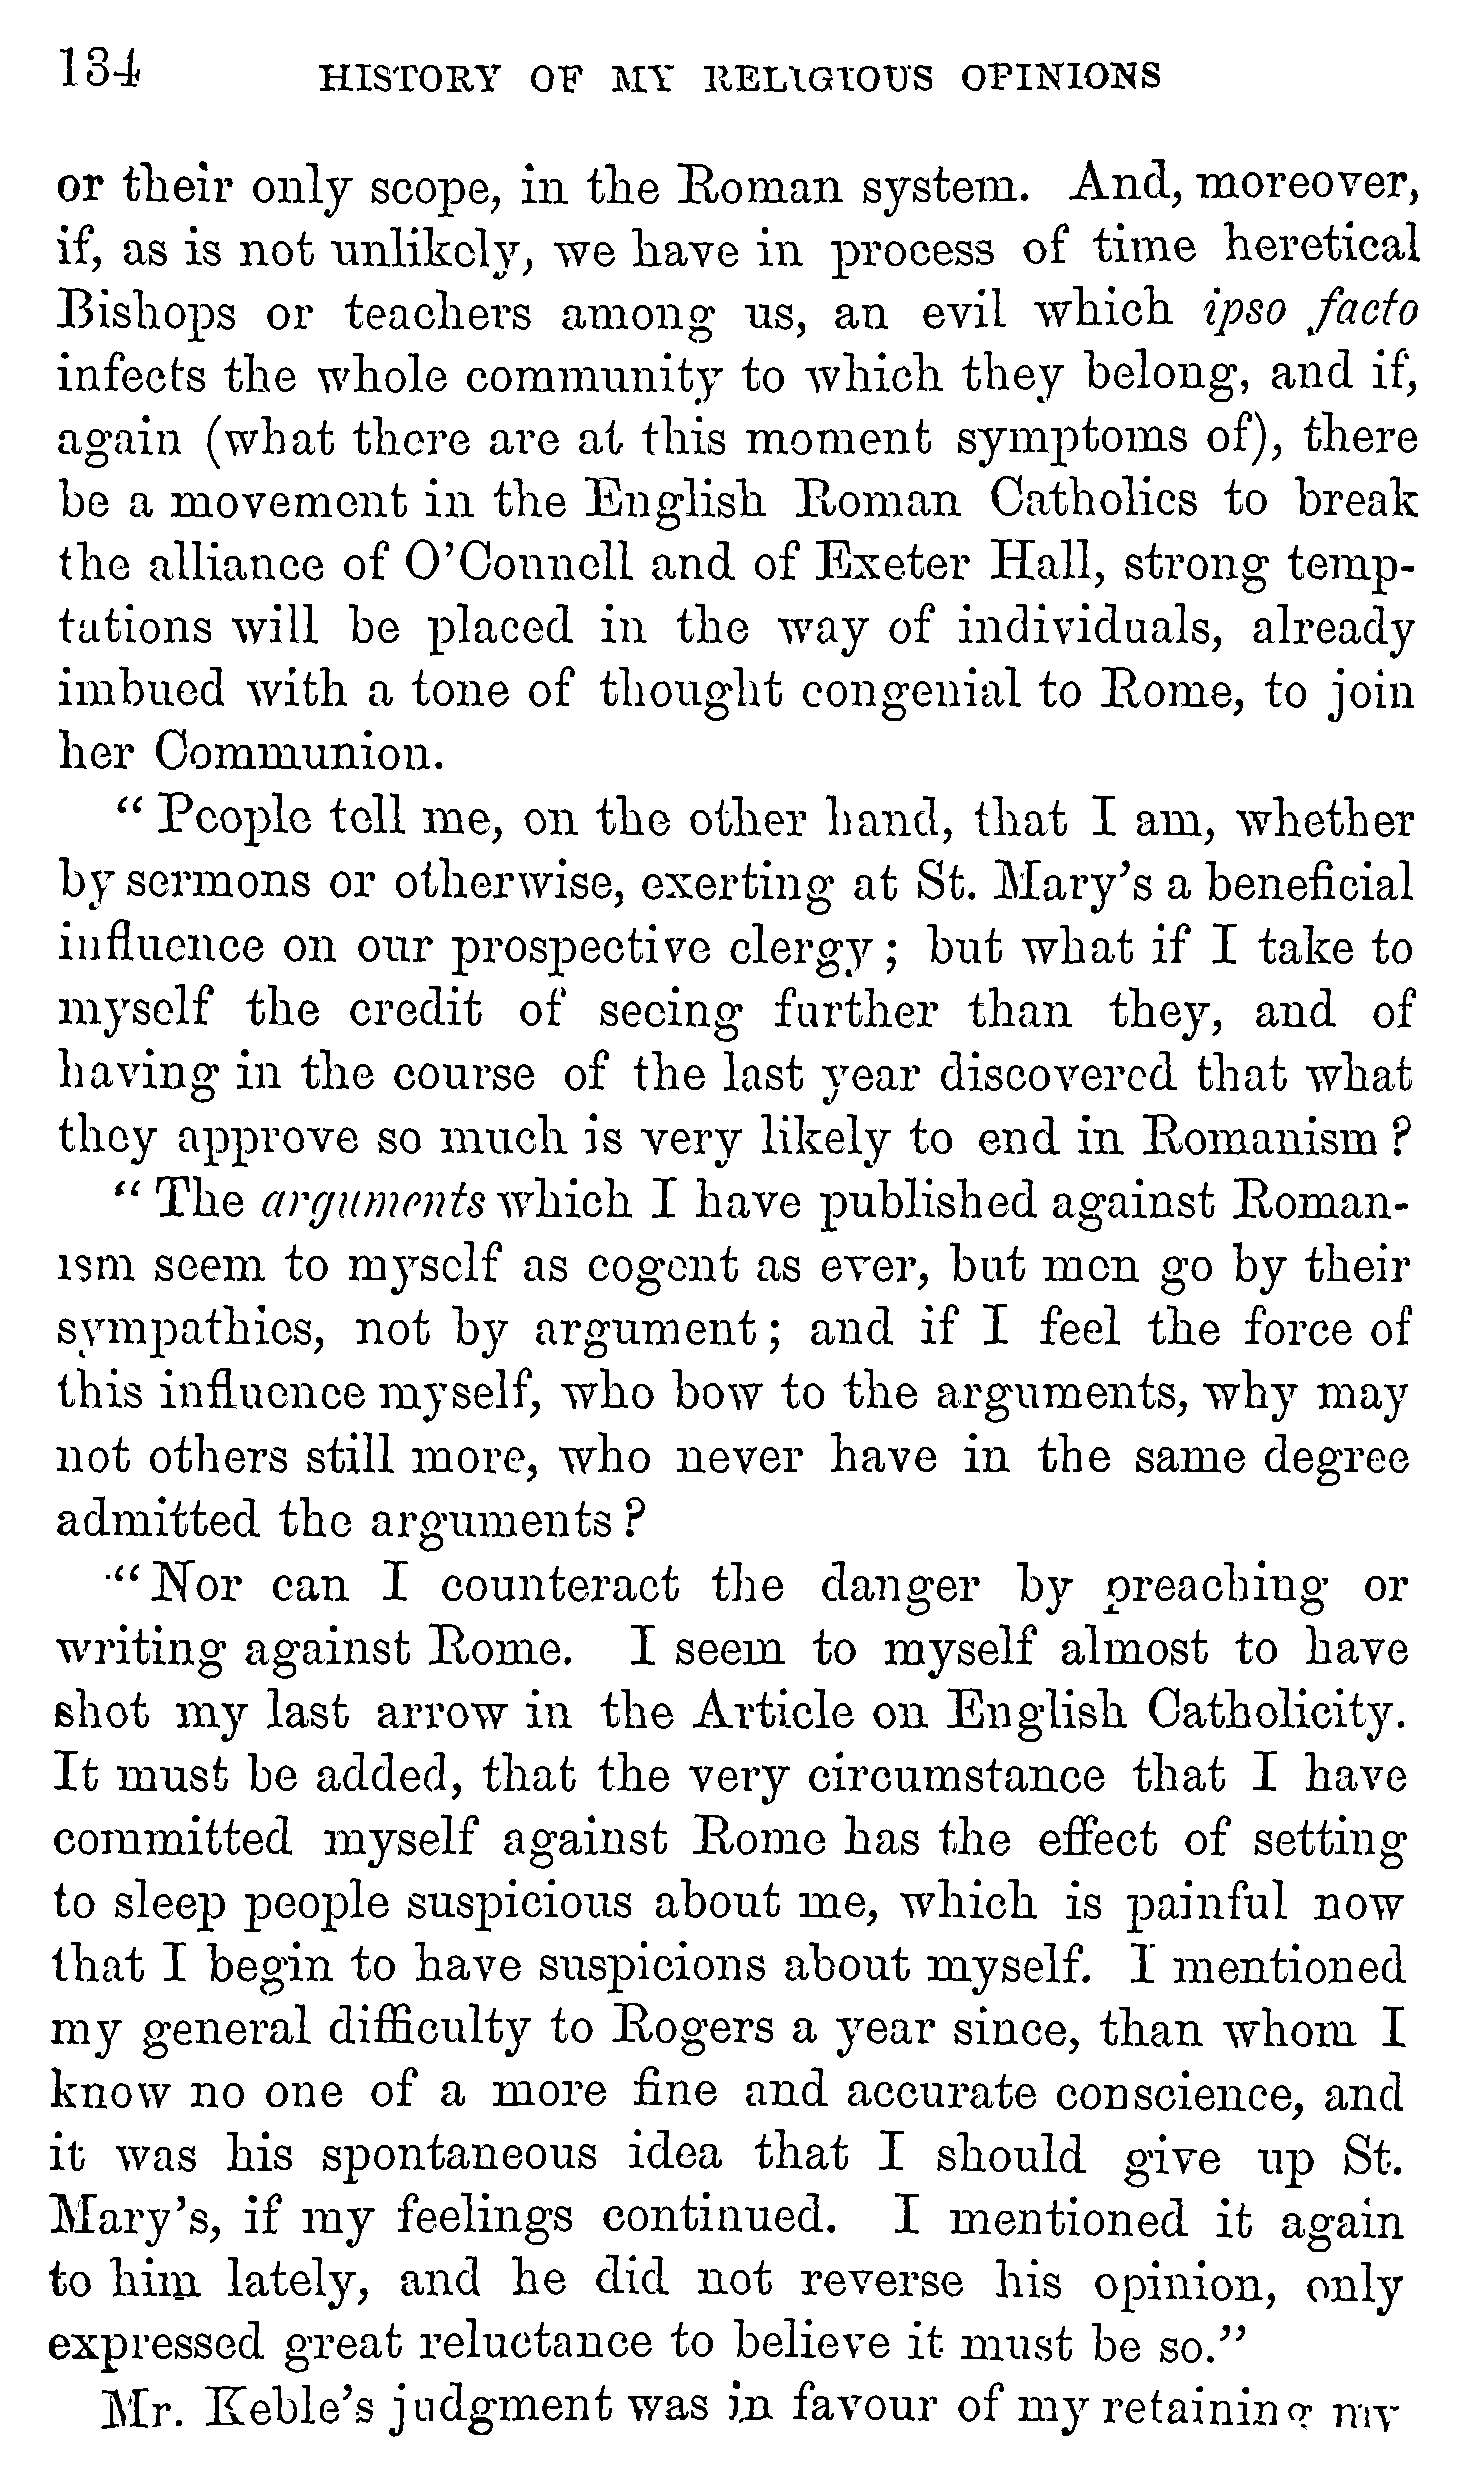 134 HISTORY OF MY RELIGIOUS OPINIONS
or their only scope, in the Roman system. And, moreover,
if, as is not unlikely, we have in process of time heretical
Bishops or teachers among us, an evil which ipso facto
infects the whole community to which they belong, and if,
again (what there are at this moment symptoms of), there
be a movement in the English Roman Catholics to break
the alliance of O'Connell and of Exeter Hall, strong temp-
tations will be placed in the way of individuals, already
imbued with a tone of thought congenial to Rome, to join
her Communion.
“ People tell me, on the other hand, that I am, whether
by sermons or otherwise, exerting at St. Mary's a beneficial
influence on our prospective clergy ; but what if I take to
myself the credit of seeing further than they, and of
having in the course of the last year discovered that what
they approve so much is very likely to end in Romanism ?
“ The arguments which I have published against Roman-
ism seem to myself as cogent as ever, but men go by their
sympathies, not by argument ; and if I feel the force of
this influence myself, who bow to the arguments, why may
not others still more, who never have in the same degree
admitted the arguments ?
“ Nor can I counteract the danger by preaching or
writing against Rome. I seem to myself almost to have
shot my last arrow in the Article on English Catholicity.
It must be added, that the very circumstance that I have
committed myself against Rome has the effect of setting
to sleep people suspicious about me, which is painful now
that I begin to have suspicions about myself. I mentioned
my general difficulty to Rogers a year since, than whom I
know no one of a more fine and accurate conscience, and
it was his spontaneous idea that I should give up St.
Mary's, if my feelings continued. I mentioned it again
to him lately, and he did not reverse his opinion, only
expressed great reluctance to believe it must be so.”
Mr. Keble's judgment was in favour of my retaining my